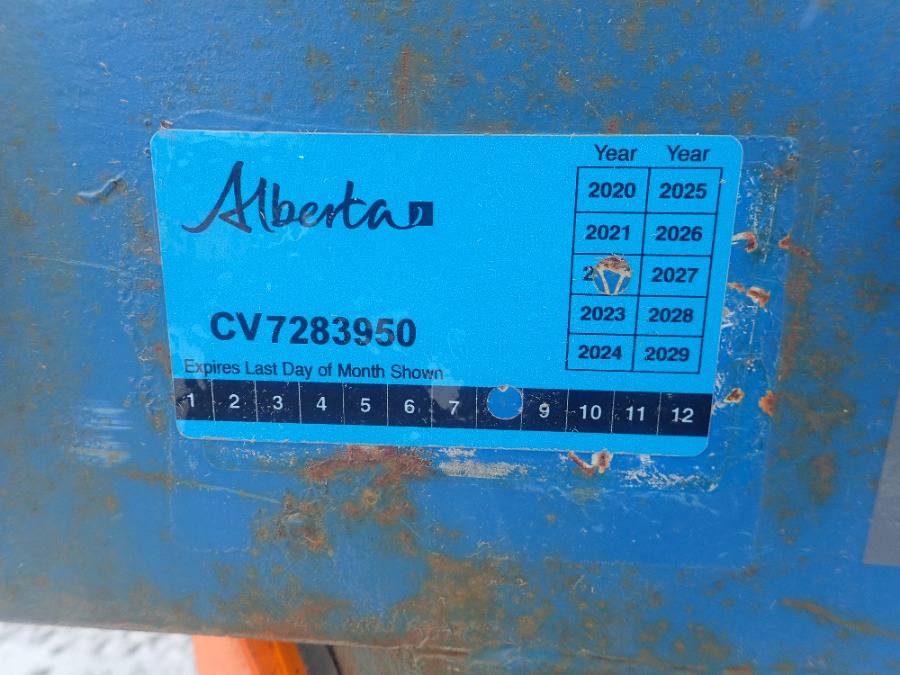 Alberta
Year Year
2020 2025
2021 2026
2 2027
2023 2028
2024 2029
CV7283950
Expires Last Day of Month Shown
1 2 3 4 5 6 7 9 10 11 12